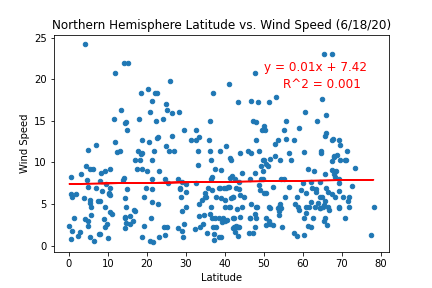 Northern Hemisphere Latitude vs. Wind Speed (6/18/20)
25
20
15
10
5
0
Wind Speed
y = 0.01x + 7.42
R^2 = 0.001
0 10 20 30 40 50 60 70 80
Latitude